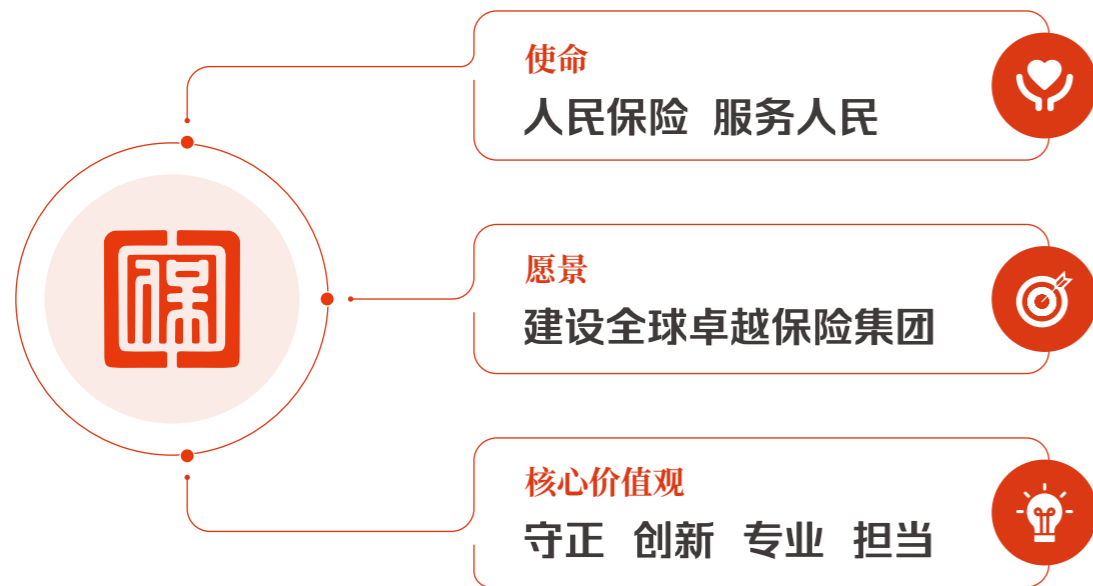 保
使命
人民保险 服务人民
愿景
建设全球卓越保险集团
核心价值观
守正 创新 专业 担当